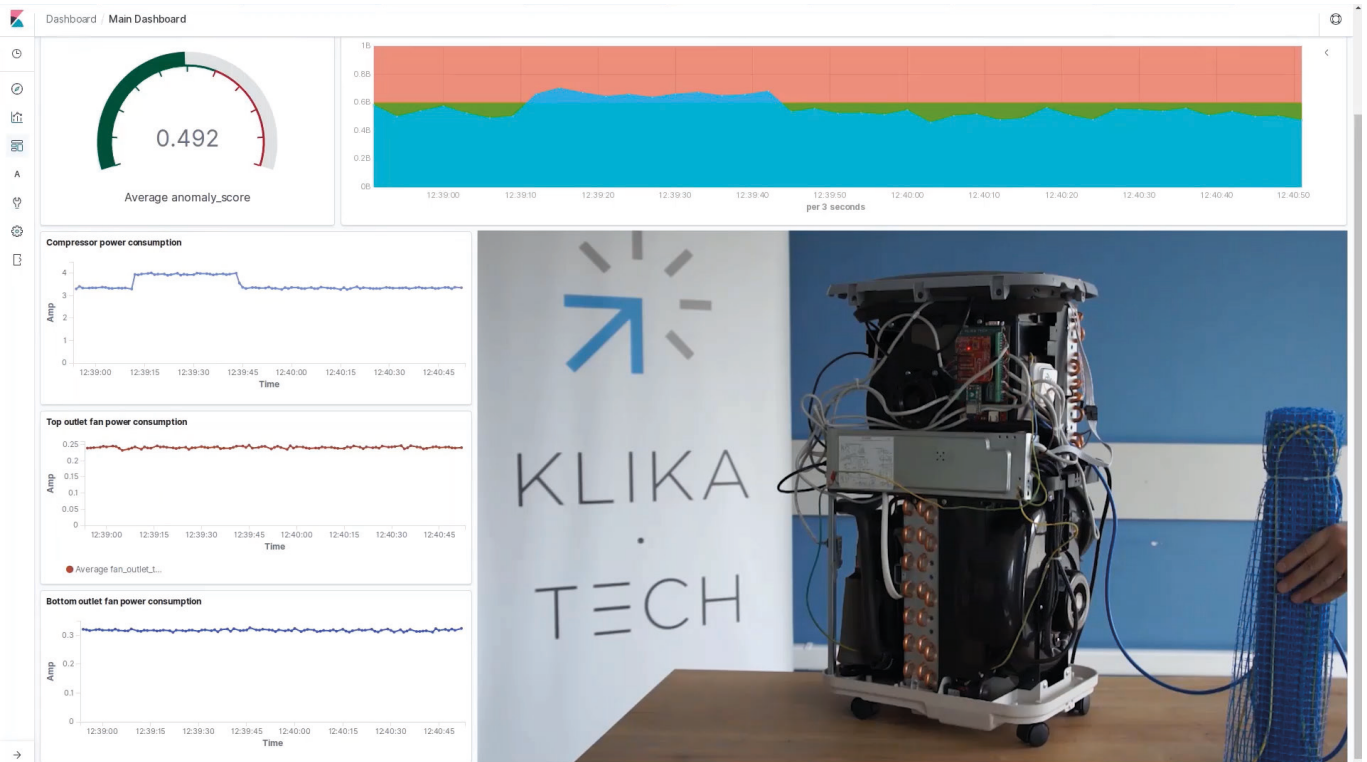 Dashboard / Main Dashboard
0.492
Average anomaly_score
1B
0.8B
0.6B
0.4B
0.2B
0B
12:39:00 12:39:10 12:39:20 12:39:30 12:39:40 12:39:50 12:40:00 12:40:10 12:40:20 12:40:30 12:40:40 12:40:50
per 3 seconds
Compressor power consumption
Amp
4
3
2
1
0
12:39:00 12:39:15 12:39:30 12:39:45 12:40:00 12:40:15 12:40:30 12:40:45
Time
Top outlet fan power consumption
Amp
0.25
0.2
0.15
0.1
0.05
0
12:39:00 12:39:15 12:39:30 12:39:45 12:40:00 12:40:15 12:40:30 12:40:45
Time
Average fan_outlet_t...
Bottom outlet fan power consumption
Amp
0.3
0.2
0.1
0
12:39:00 12:39:15 12:39:30 12:39:45 12:40:00 12:40:15 12:40:30 12:40:45
Time
A
KLIKA
·
TECH